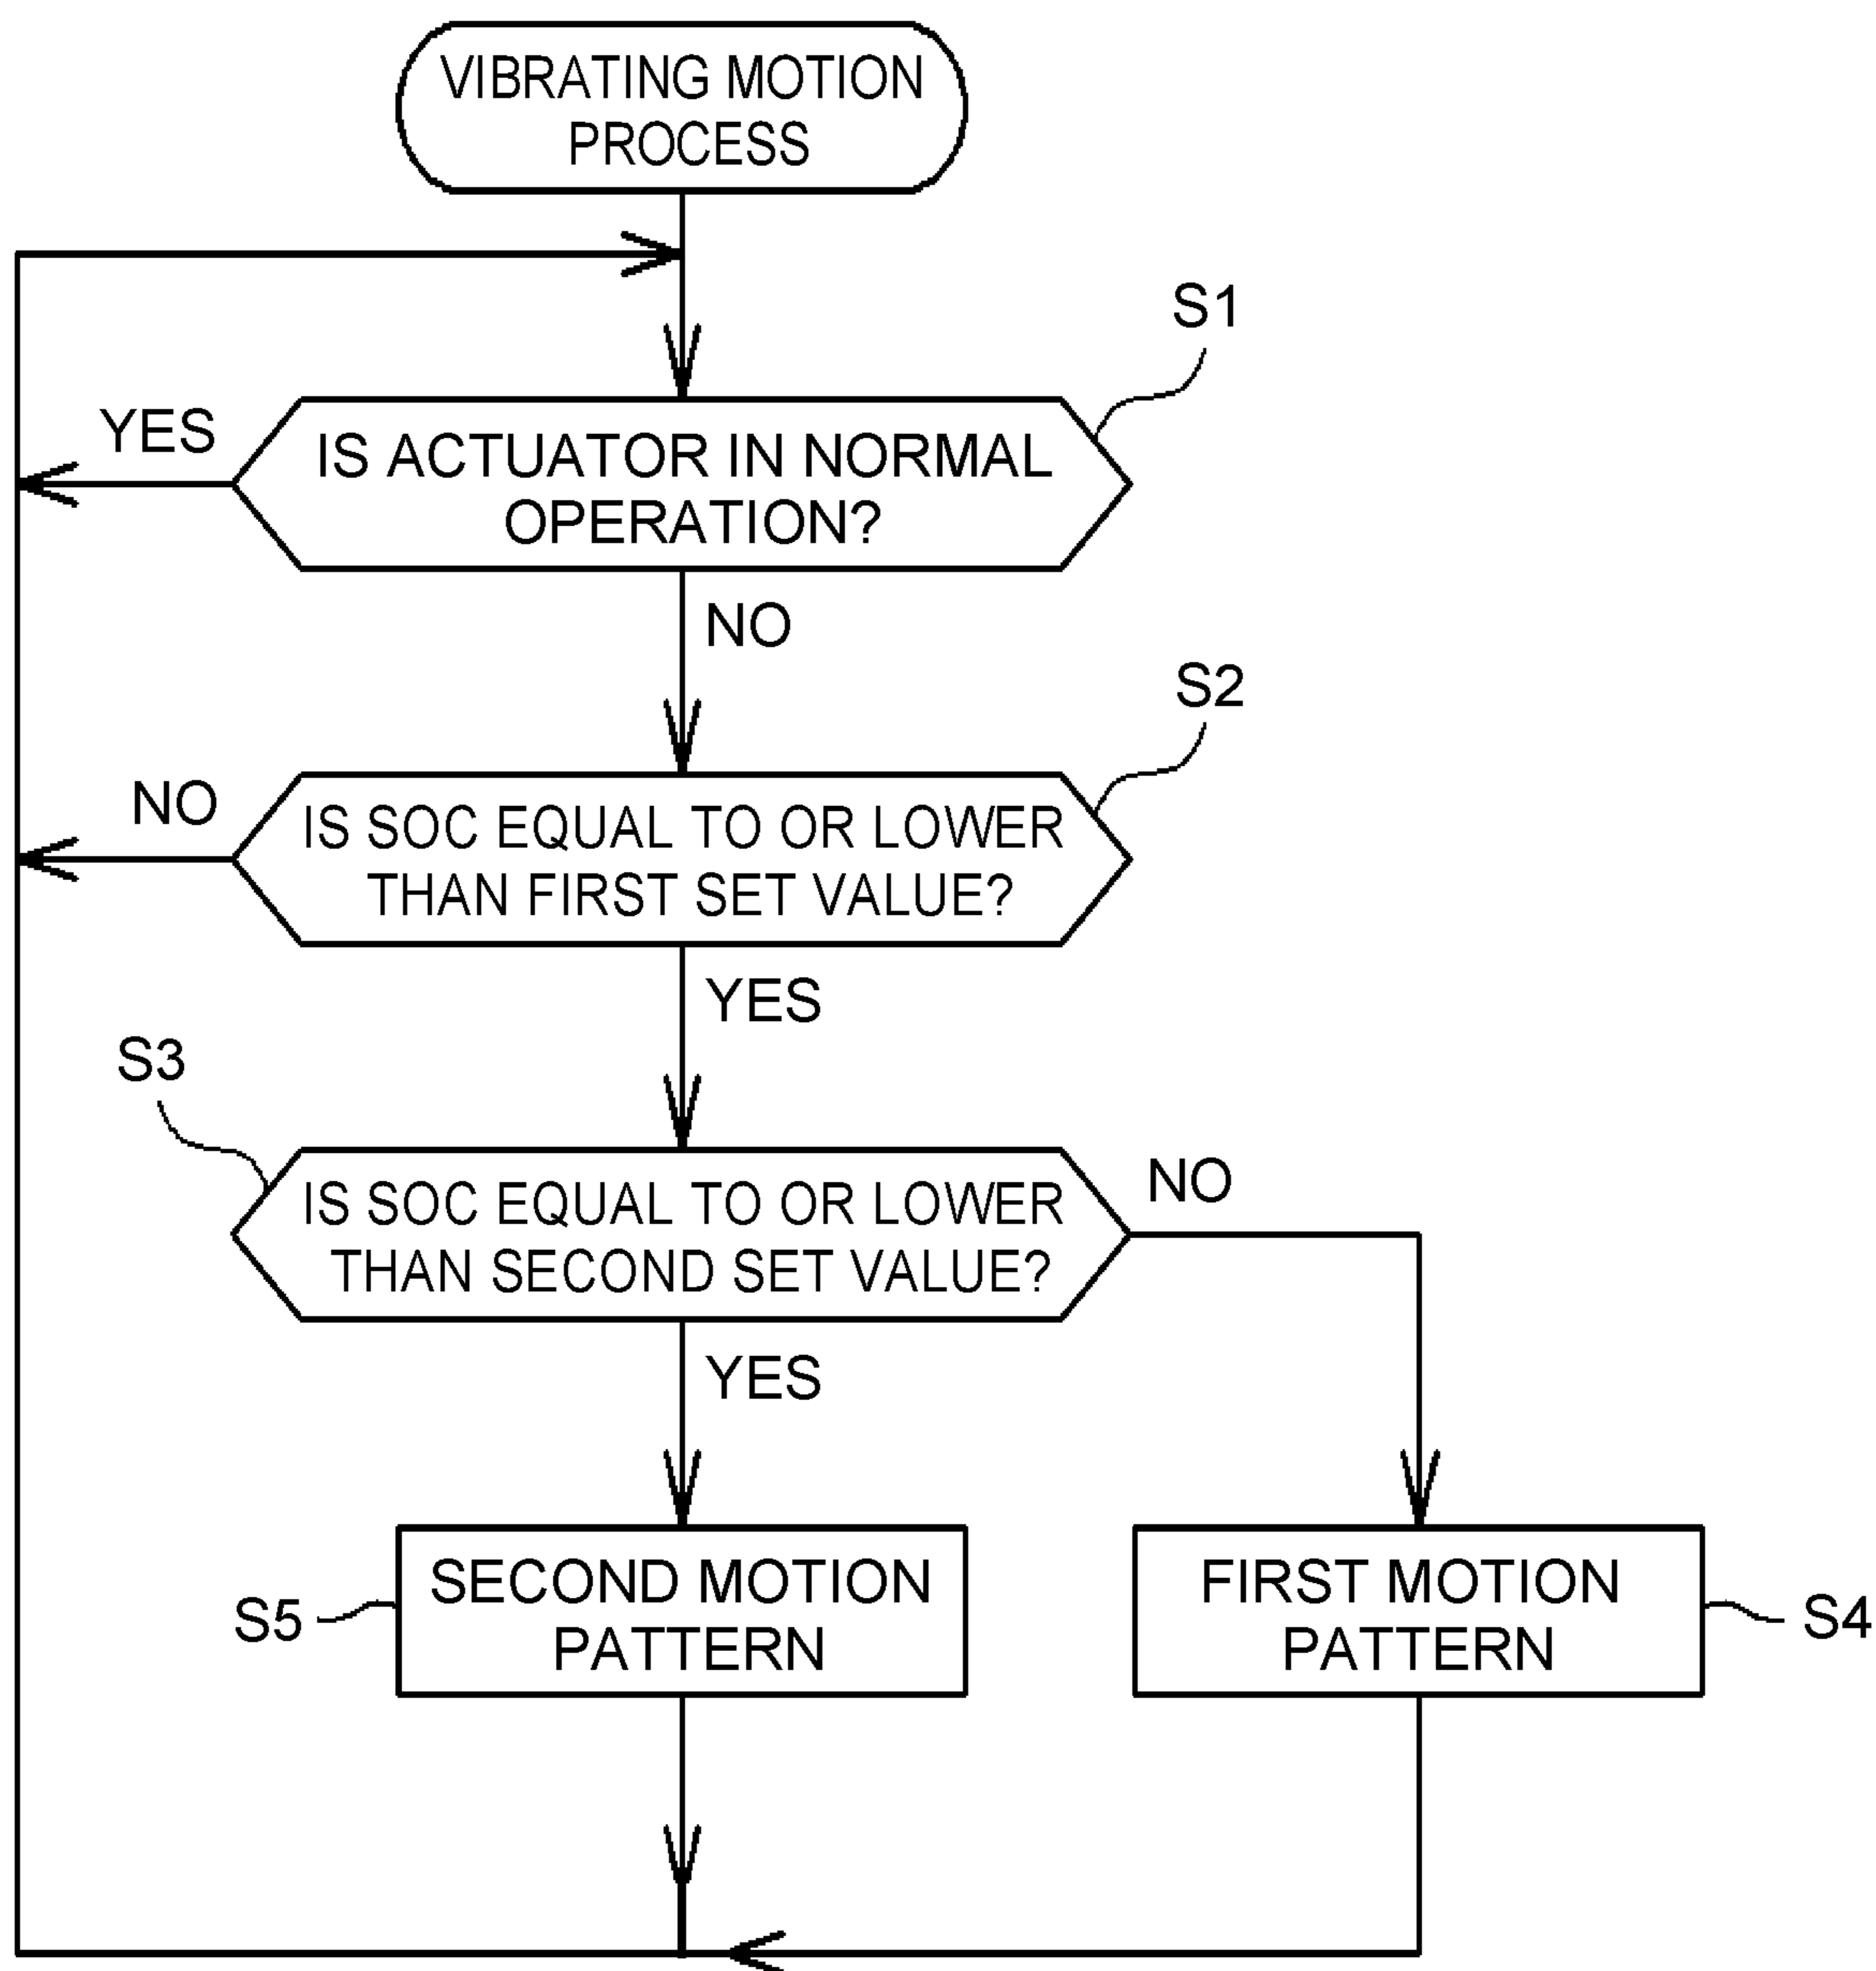 VIBRATING MOTION
PROCESS
S1
YES
IS ACTUATOR IN NORMAL
OPERATION?
NO
S2
NO
IS SOC EQUAL TO OR LOWER
THAN FIRST SET VALUE?
YES
S3
NO
IS SOC EQUAL TO OR LOWER
THAN SECOND SET VALUE?
YES
SECOND MOTION
PATTERN
S5
FIRST MOTION
PATTERN
S4